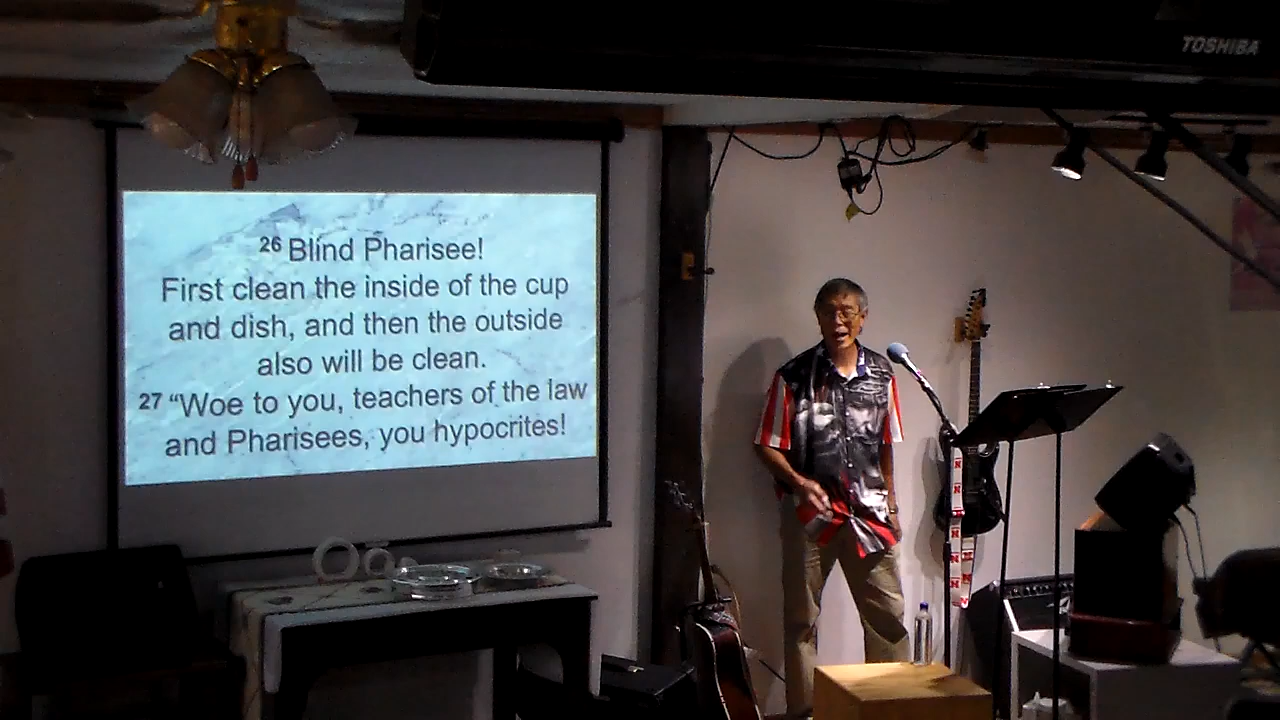 TOSHIBA
26 Blind Pharisee!
First clean the inside of the cup
and dish, and then the outside
also will be clean.
27 “Woe to you, teachers of the law
and Pharisees, you hypocrites!
N
N
N
N
N